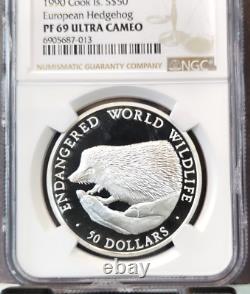 1990 Cook Is. S$50
European Hedgehog
PF 69 ULTRA CAMEO
6905687-013
NUMISMATIC GUARANTY COMPANY
NGC
ENDANGERED WORLD WILDLIFE
50 DOLLARS
ebay